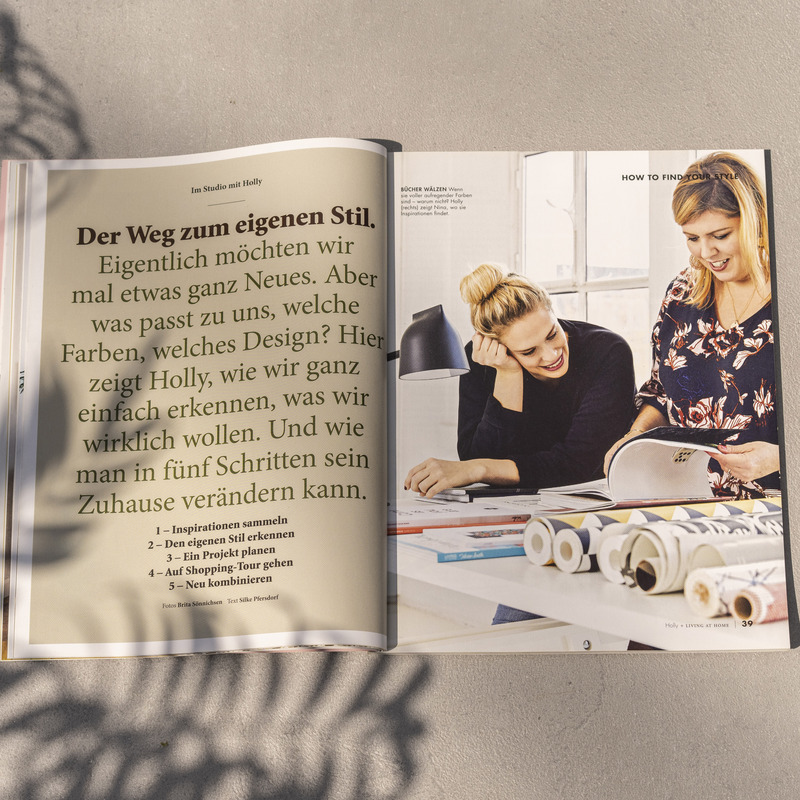 Im Studio mit Holly
Der Weg zum eigenen Stil.
Eigentlich möchten wir
mal etwas ganz Neues. Aber
was passt zu uns, welche
Farben, welches Design? Hier
zeigt Holly, wie wir ganz
einfach erkennen, was wir
wirklich wollen. Und wie
man in fünf Schritten sein
Zuhause verändern kann.
1 – Inspirationen sammeln
2 – Den eigenen Stil erkennen
3 – Ein Projekt planen
4 – Auf Shopping-Tour gehen
5 – Neu kombinieren
Fotos Brita Sönnichsen Text Silke Pfersdorf
BÜCHER WÄLZEN Wenn
sie voller aufregender Farben
sind – warum nicht? Holly
(rechts) zeigt Nina, wo sie
Inspirationen findet
HOW TO FIND YOUR STYLE
Holly + LIVING AT HOME | 39